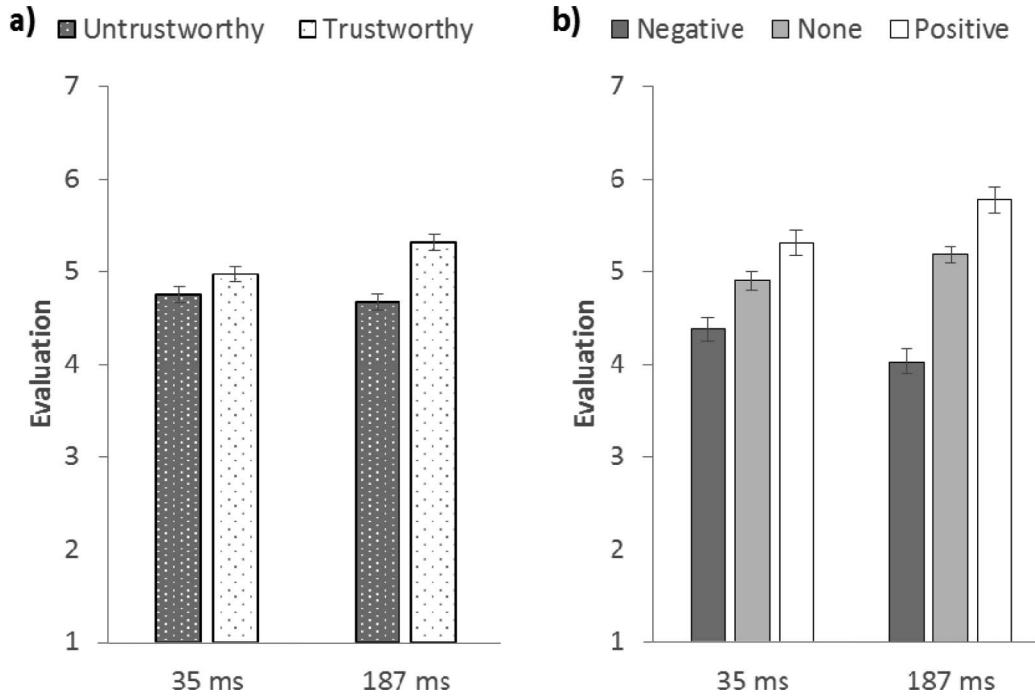 a)
Untrustworthy Trustworthy
7
6
5
4
3
2
1
Evaluation
35 ms 187 ms
b)
Negative None Positive
7
6
5
4
3
2
1
Evaluation
35 ms 187 ms